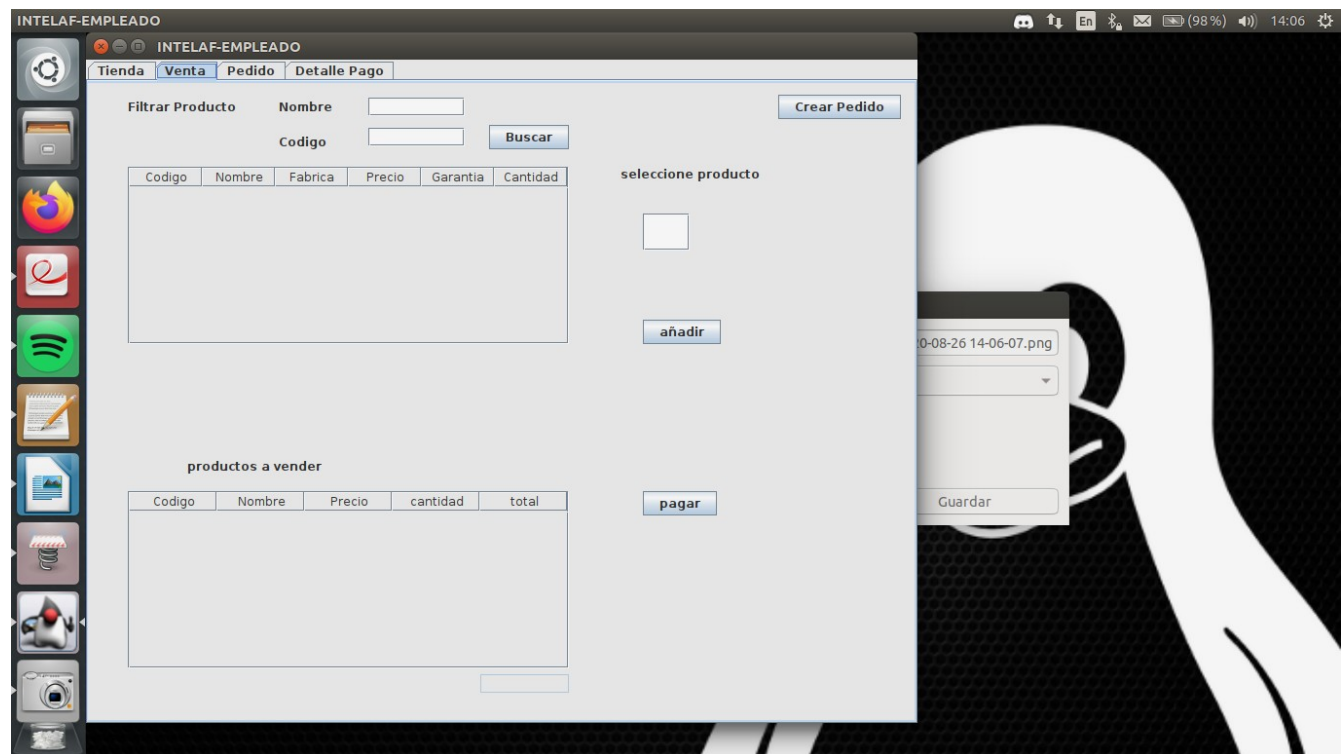 INTELAF-EMPLEADO En (98%) 14:06
INTELAF-EMPLEADO
Tienda Venta Pedido Detalle Pago
Filtrar Producto Nombre Crear Pedido
Codigo Buscar
Codigo Nombre Fabrica Precio Garantia Cantidad seleccione producto
añadir
0-08-26 14-06-07.png
productos a vender
Codigo Nombre Precio cantidad total pagar
Guardar